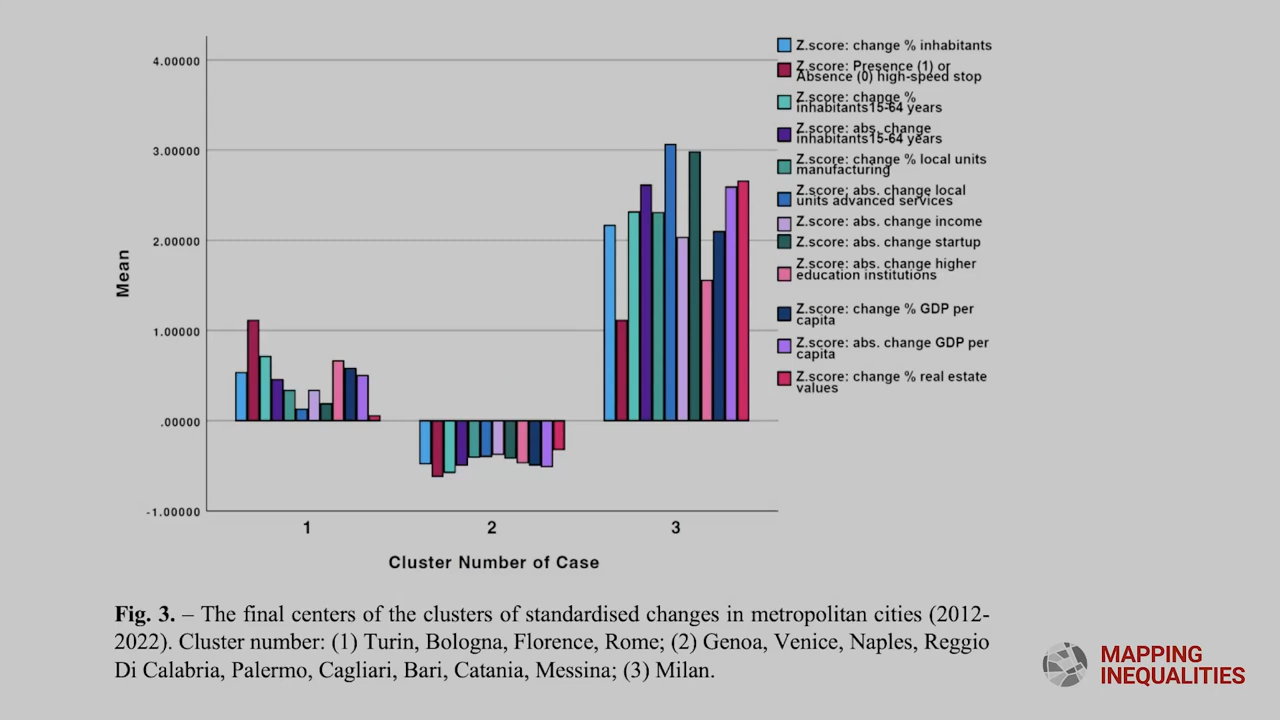 4.00000
3.00000
2.00000
1.00000
.00000
-1.00000
Mean
1
2
3
Cluster Number of Case
Z.score: change % inhabitants
Z.score: Presence (1) or
Absence (0) high-speed stop
Z.score: change %
inhabitants15-64 years
Z.score: abs. change
inhabitants15-64 years
Z.score: change % local units
manufacturing
Z.score: abs. change local
units advanced services
Z.score: abs. change income
Z.score: abs. change startup
Z.score: abs. change higher
education institutions
Z.score: change % GDP per
capita
Z.score: abs. change GDP per
capita
Z.score: change % real estate
values
Fig. 3. – The final centers of the clusters of standardised changes in metropolitan cities (2012-
2022). Cluster number: (1) Turin, Bologna, Florence, Rome; (2) Genoa, Venice, Naples, Reggio
Di Calabria, Palermo, Cagliari, Bari, Catania, Messina; (3) Milan.
MAPPING
INEQUALITIES